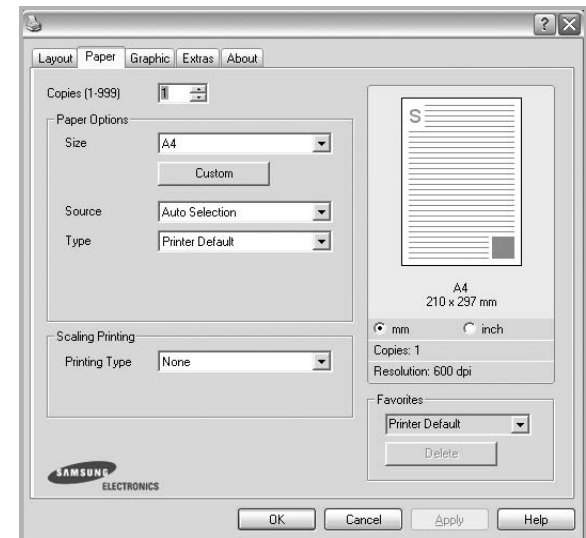 Layout Paper Graphic Extras About
Copies (1-999) 1
Paper Options
Size A4
Custom
Source Auto Selection
Type Printer Default
Scaling Printing
Printing Type None
SAMSUNG
ELECTRONICS
S
A4
210 x 297 mm
mm inch
Copies: 1
Resolution: 600 dpi
Favorites
Printer Default
Delete
OK Cancel Apply Help